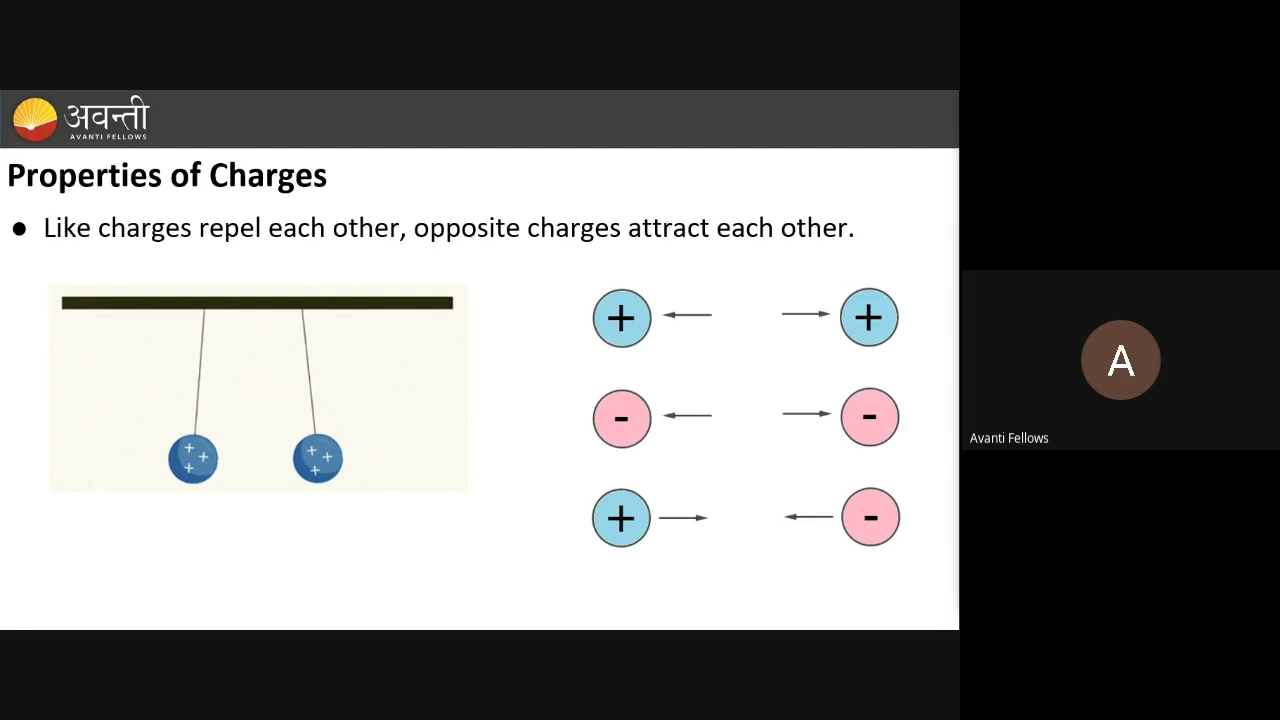 अवन्ती
AVANTI FELLOWS
Properties of Charges
● Like charges repel each other, opposite charges attract each other.
+ +
- -
+ -
+ + + + + +
A
Avanti Fellows